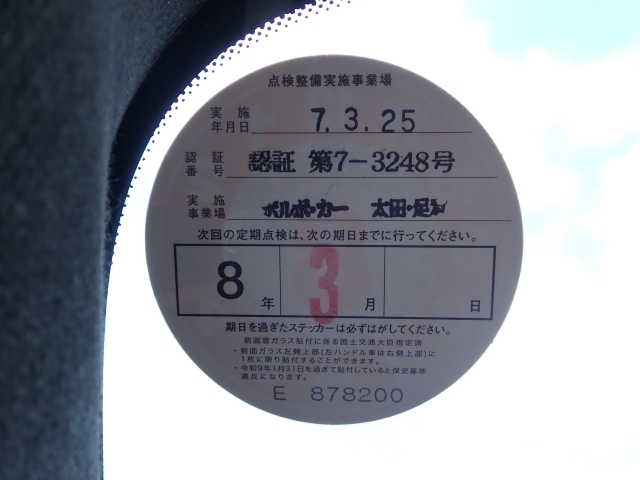 点検整備実施事業場
実施年月日 7.3.25
認証番号 認証 第7-3248号
実施事業場 ボルボ・カー 太田・足利
次回の定期点検は、次の期日までに行ってください。
8年 3月 日
期日を過ぎたステッカーは必ずはがしてください。
前面窓ガラス貼付に係る国土交通大臣指定済
・前面ガラス左側上部(左ハンドル車は右側上部)に
1枚に限り貼付することができます。
・令和9年1月31日を過ぎて貼付していると保安基準
違反になります。
E 878200